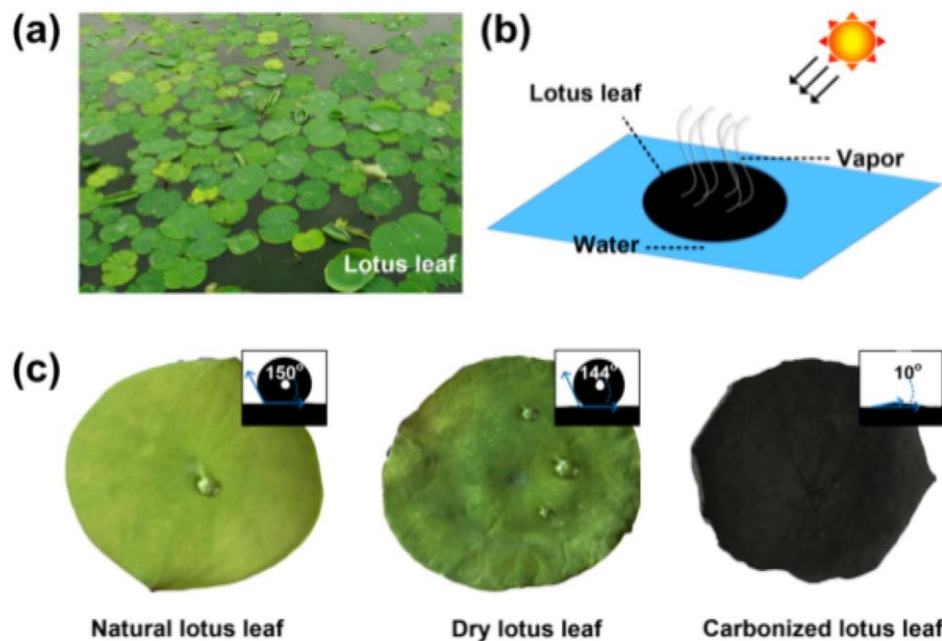 (a)
Lotus leaf
(b)
Lotus leaf
Vapor
Water
(c)
150°
144°
10°
Natural lotus leaf
Dry lotus leaf
Carbonized lotus leaf